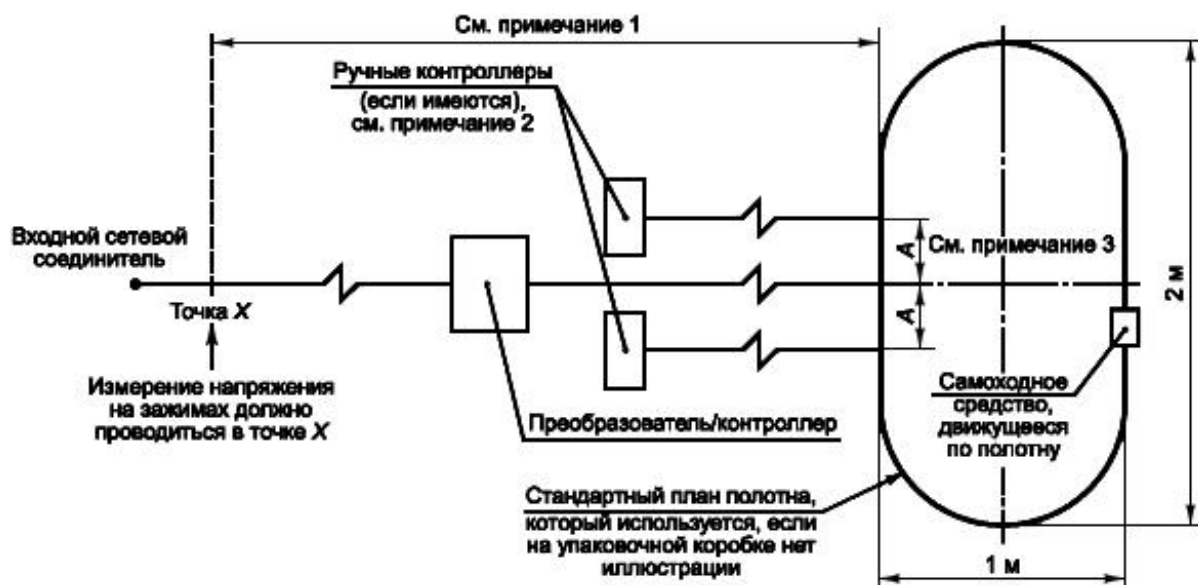 См. примечание 1
Ручные контроллеры
(если имеются),
см. примечание 2
Входной сетевой
соединитель
Точка X
Измерение напряжения
на зажимах должно
проводиться в точке X
A
A
См. примечание 3
2 м
Преобразователь/контроллер
Самоходное
средство,
движущееся
по полотну
Стандартный план полотна,
который используется, если
на упаковочной коробке нет
иллюстрации
1 м